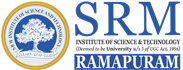 SRM
INSTITUTE OF SCIENCE & TECHNOLOGY
(Deemed to be University u/s 3 of UGC Act, 1956)
RAMAPURAM